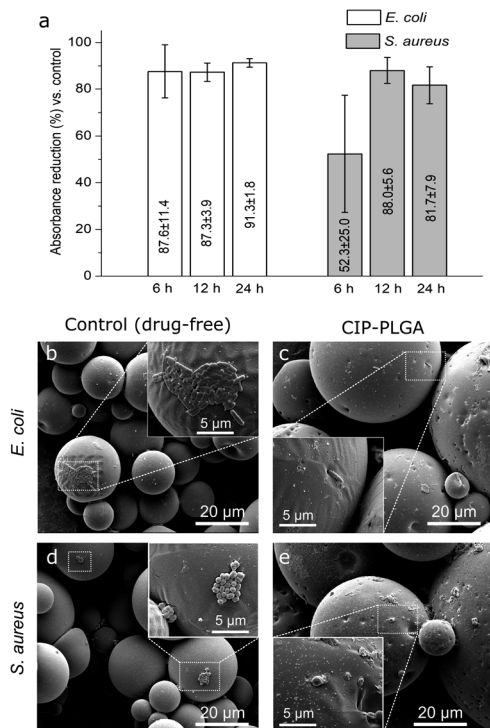 a
E. coli
S. aureus
Absorbance reduction (%) vs. control
100
80
60
40
20
0
87.6±11.4
87.3±3.9
91.3±1.8
52.3±25.0
88.0±5.6
81.7±7.9
6 h 12 h 24 h 6 h 12 h 24 h
Control (drug-free) CIP-PLGA
E. coli
b
5 µm
20 µm
c
5 µm
20 µm
S. aureus
d
5 µm
20 µm
e
5 µm
20 µm